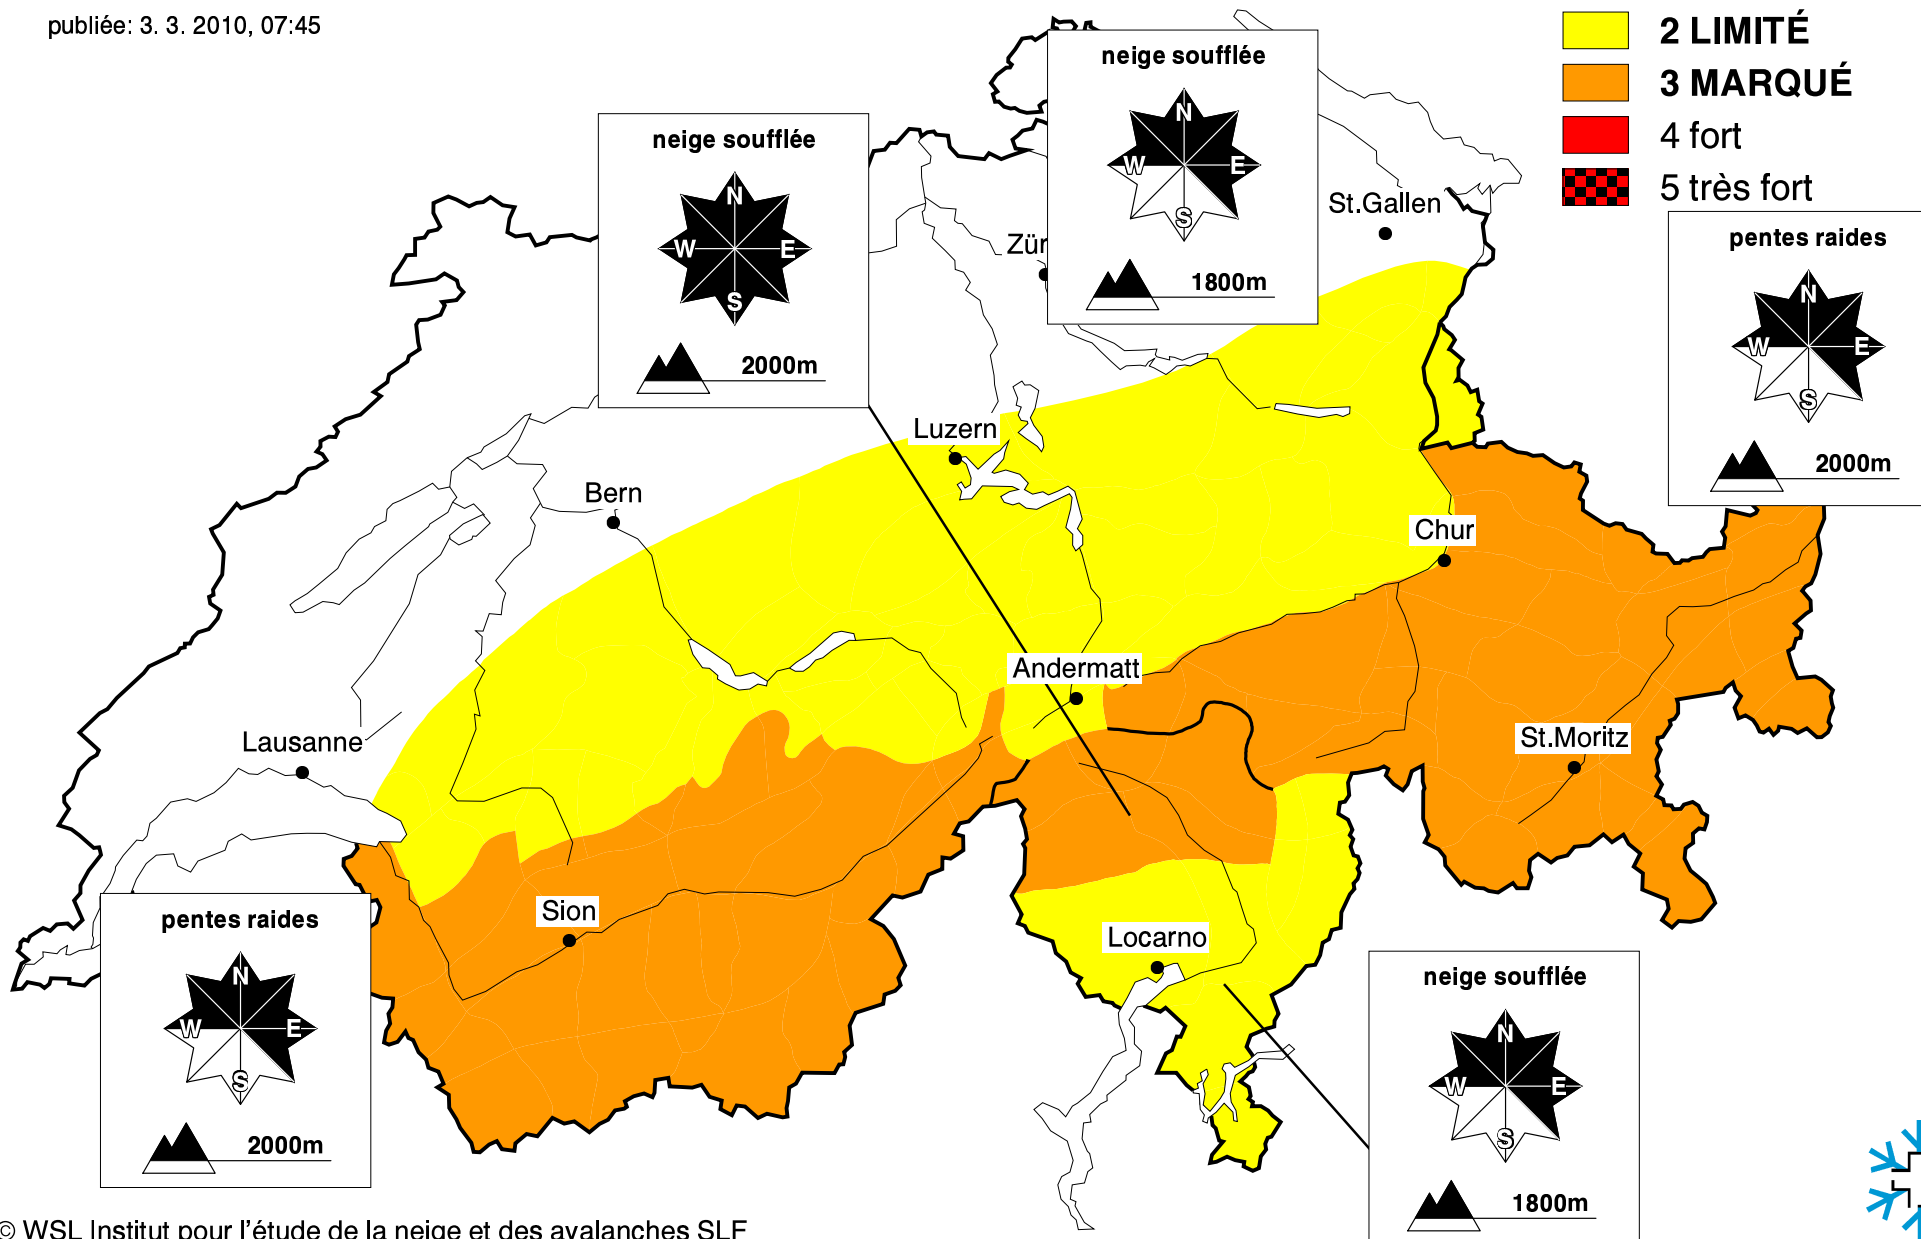 publiée: 3. 3. 2010, 07:45
2 LIMITÉ
3 MARQUÉ
4 fort
5 très fort
neige soufflée
N
W E
S
1800m
neige soufflée
N
W E
S
2000m
pentes raides
N
W E
S
2000m
St.Gallen
Zür
Luzern
Bern
Chur
Andermatt
St.Moritz
Lausanne
Sion
Locarno
pentes raides
N
W E
S
2000m
neige soufflée
N
W E
S
1800m
© WSL Institut pour l'étude de la neige et des avalanches SLF